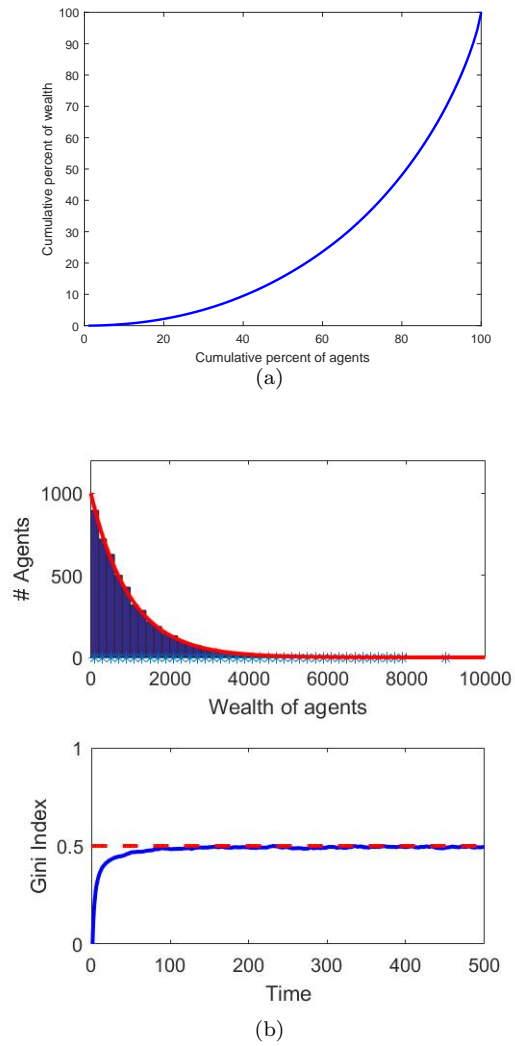 100
90
80
70
60
50
40
30
20
10
0
Cumulative percent of wealth
0 20 40 60 80 100
Cumulative percent of agents
(a)
1000
500
0
# Agents
0 2000 4000 6000 8000 10000
Wealth of agents
1
0.5
0
Gini Index
0 100 200 300 400 500
Time
(b)